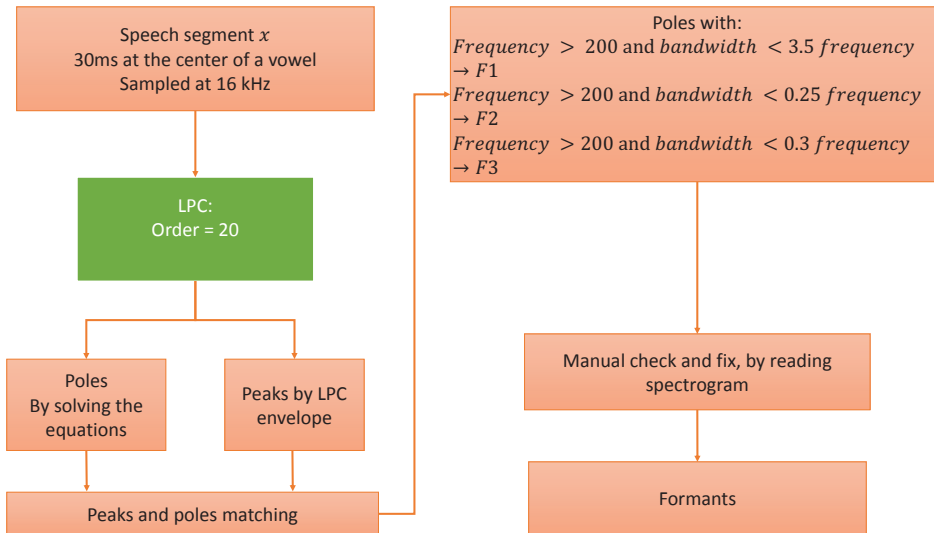 Speech segment 𝑥
30ms at the center of a vowel
Sampled at 16 kHz
LPC:
Order = 20
Poles
By solving the
equations
Peaks by LPC
envelope
Peaks and poles matching
Poles with:
𝐹𝑟𝑒𝑞𝑢𝑒𝑛𝑐𝑦 > 200 and 𝑏𝑎𝑛𝑑𝑤𝑖𝑑𝑡ℎ < 3.5 𝑓𝑟𝑒𝑞𝑢𝑒𝑛𝑐𝑦
→ 𝐹1
𝐹𝑟𝑒𝑞𝑢𝑒𝑛𝑐𝑦 > 200 and 𝑏𝑎𝑛𝑑𝑤𝑖𝑑𝑡ℎ < 0.25 𝑓𝑟𝑒𝑞𝑢𝑒𝑛𝑐𝑦
→ 𝐹2
𝐹𝑟𝑒𝑞𝑢𝑒𝑛𝑐𝑦 > 200 and 𝑏𝑎𝑛𝑑𝑤𝑖𝑑𝑡ℎ < 0.3 𝑓𝑟𝑒𝑞𝑢𝑒𝑛𝑐𝑦
→ 𝐹3
Manual check and fix, by reading
spectrogram
Formants